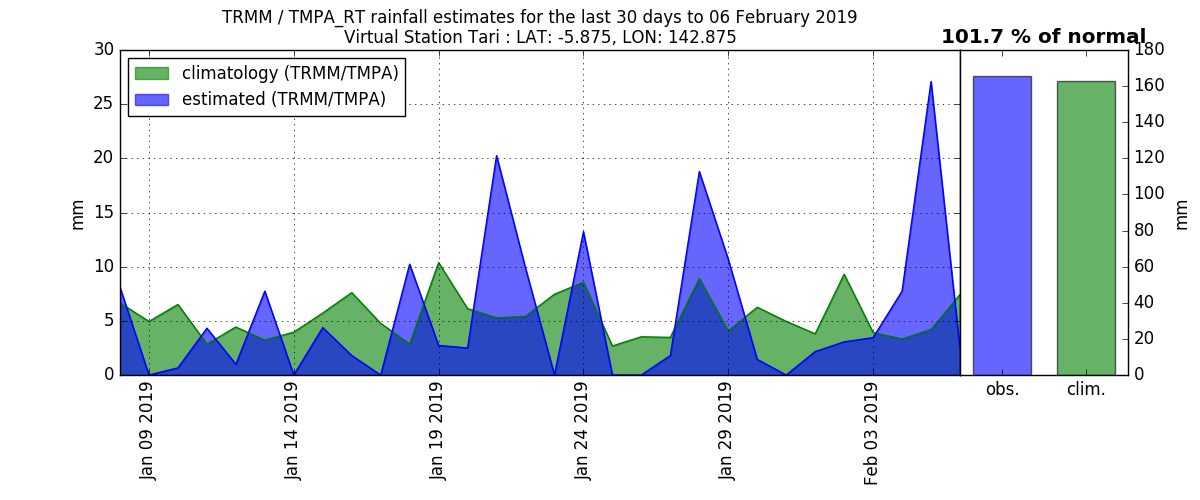 TRMM / TMPA_RT rainfall estimates for the last 30 days to 06 February 2019
Virtual Station Tari : LAT: -5.875, LON: 142.875
101.7 % of normal
climatology (TRMM/TMPA)
estimated (TRMM/TMPA)
30
25
20
15
10
5
0
mm
Jan 09 2019
Jan 14 2019
Jan 19 2019
Jan 24 2019
Jan 29 2019
Feb 03 2019
obs.
clim.
180
160
140
120
100
80
60
40
20
0
mm